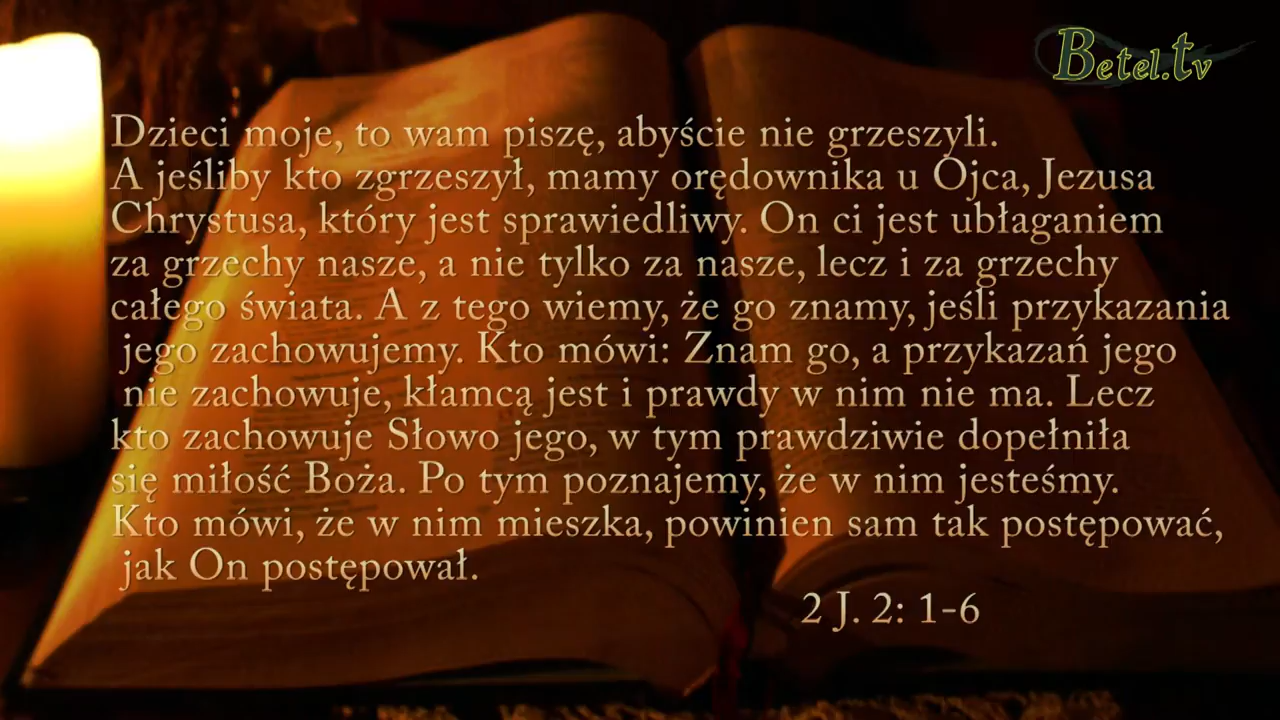 Betel.tv
Dzieci moje, to wam piszę, abyście nie grzeszyli.
A jeśliby kto zgrzeszył, mamy orędownika u Ojca, Jezusa
Chrystusa, który jest sprawiedliwy. On ci jest ubłaganiem
za grzechy nasze, a nie tylko za nasze, lecz i za grzechy
całego świata. A z tego wiemy, że go znamy, jeśli przykazania
jego zachowujemy. Kto mówi: Znam go, a przykazań jego
nie zachowuje, kłamcą jest i prawdy w nim nie ma. Lecz
kto zachowuje Słowo jego, w tym prawdziwie dopełniła
się miłość Boża. Po tym poznajemy, że w nim jesteśmy.
Kto mówi, że w nim mieszka, powinien sam tak postępować,
jak On postępował.
2 J. 2: 1-6